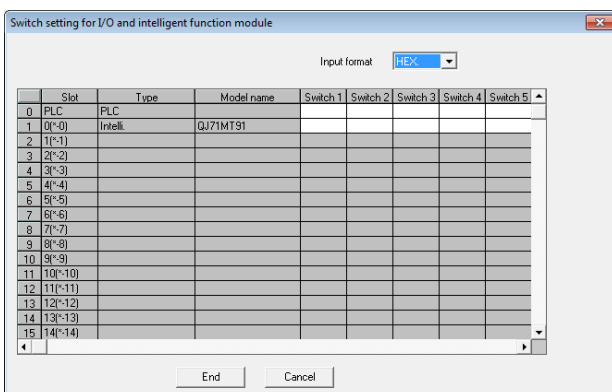 Switch setting for I/O and intelligent function module
Input format HEX
Slot Type Model name Switch 1 Switch 2 Switch 3 Switch 4 Switch 5
0 PLC PLC
1 0(*-0) Intelli. QJ71MT91
2 1(*-1)
3 2(*-2)
4 3(*-3)
5 4(*-4)
6 5(*-5)
7 6(*-6)
8 7(*-7)
9 8(*-8)
10 9(*-9)
11 10(*-10)
12 11(*-11)
13 12(*-12)
14 13(*-13)
15 14(*-14)
End Cancel